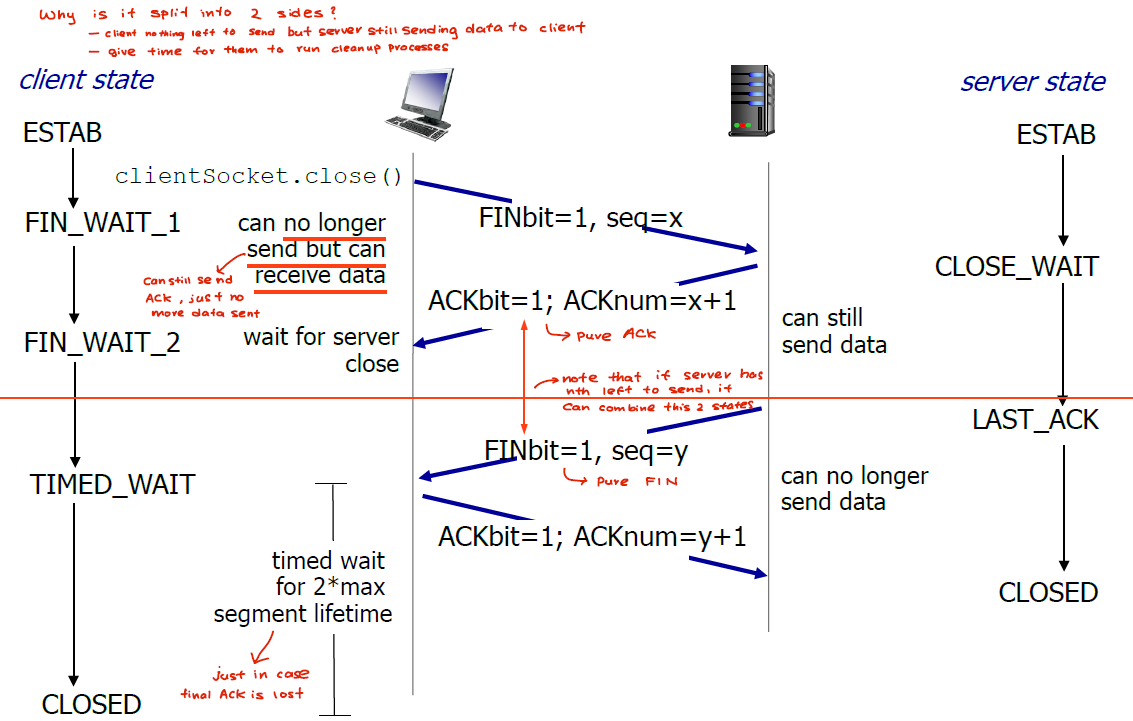 Why is it split into 2 sides?
- client nothing left to send but server still sending data to client
- give time for them to run cleanup processes
client state
server state
ESTAB
ESTAB
clientSocket.close()
FINbit=1, seq=x
FIN_WAIT_1
can no longer
send but can
receive data
Can still send
ACK, just no
more data sent
CLOSE_WAIT
ACKbit=1; ACKnum=x+1
pure ACK
can still
send data
FIN_WAIT_2
wait for server
close
note that if server has
nth left to send, it
can combine this 2 states
LAST_ACK
FINbit=1, seq=y
Pure FIN
can no longer
send data
TIMED_WAIT
ACKbit=1; ACKnum=y+1
timed wait
for 2*max
segment lifetime
just in case
final ACK is lost
CLOSED
CLOSED